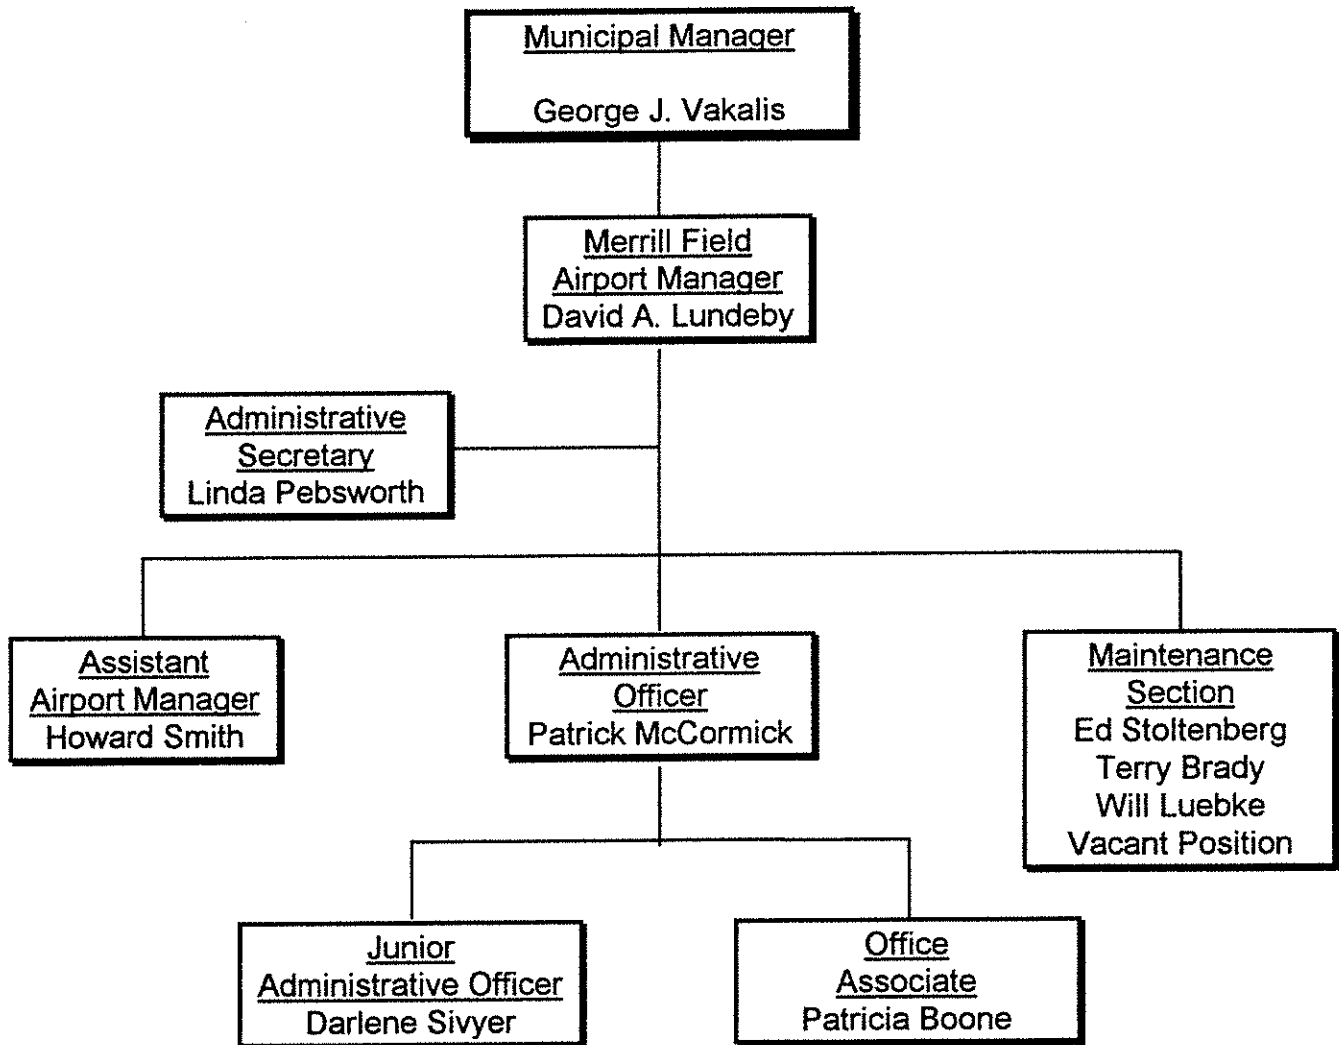 Municipal Manager
George J. Vakalis
Merrill Field
Airport Manager
David A. Lundeby
Administrative
Secretary
Linda Pebsworth
Assistant
Airport Manager
Howard Smith
Administrative
Officer
Patrick McCormick
Maintenance
Section
Ed Stoltenberg
Terry Brady
Will Luebke
Vacant Position
Junior
Administrative Officer
Darlene Sivyer
Office
Associate
Patricia Boone